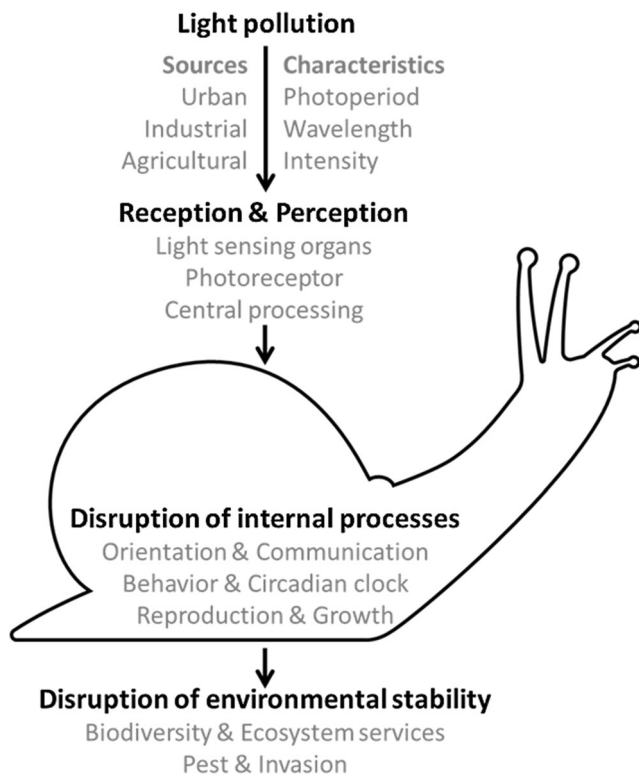 Light pollution
Sources Characteristics
Urban Photoperiod
Industrial Wavelength
Agricultural Intensity
Reception & Perception
Light sensing organs
Photoreceptor
Central processing
Disruption of internal processes
Orientation & Communication
Behavior & Circadian clock
Reproduction & Growth
Disruption of environmental stability
Biodiversity & Ecosystem services
Pest & Invasion